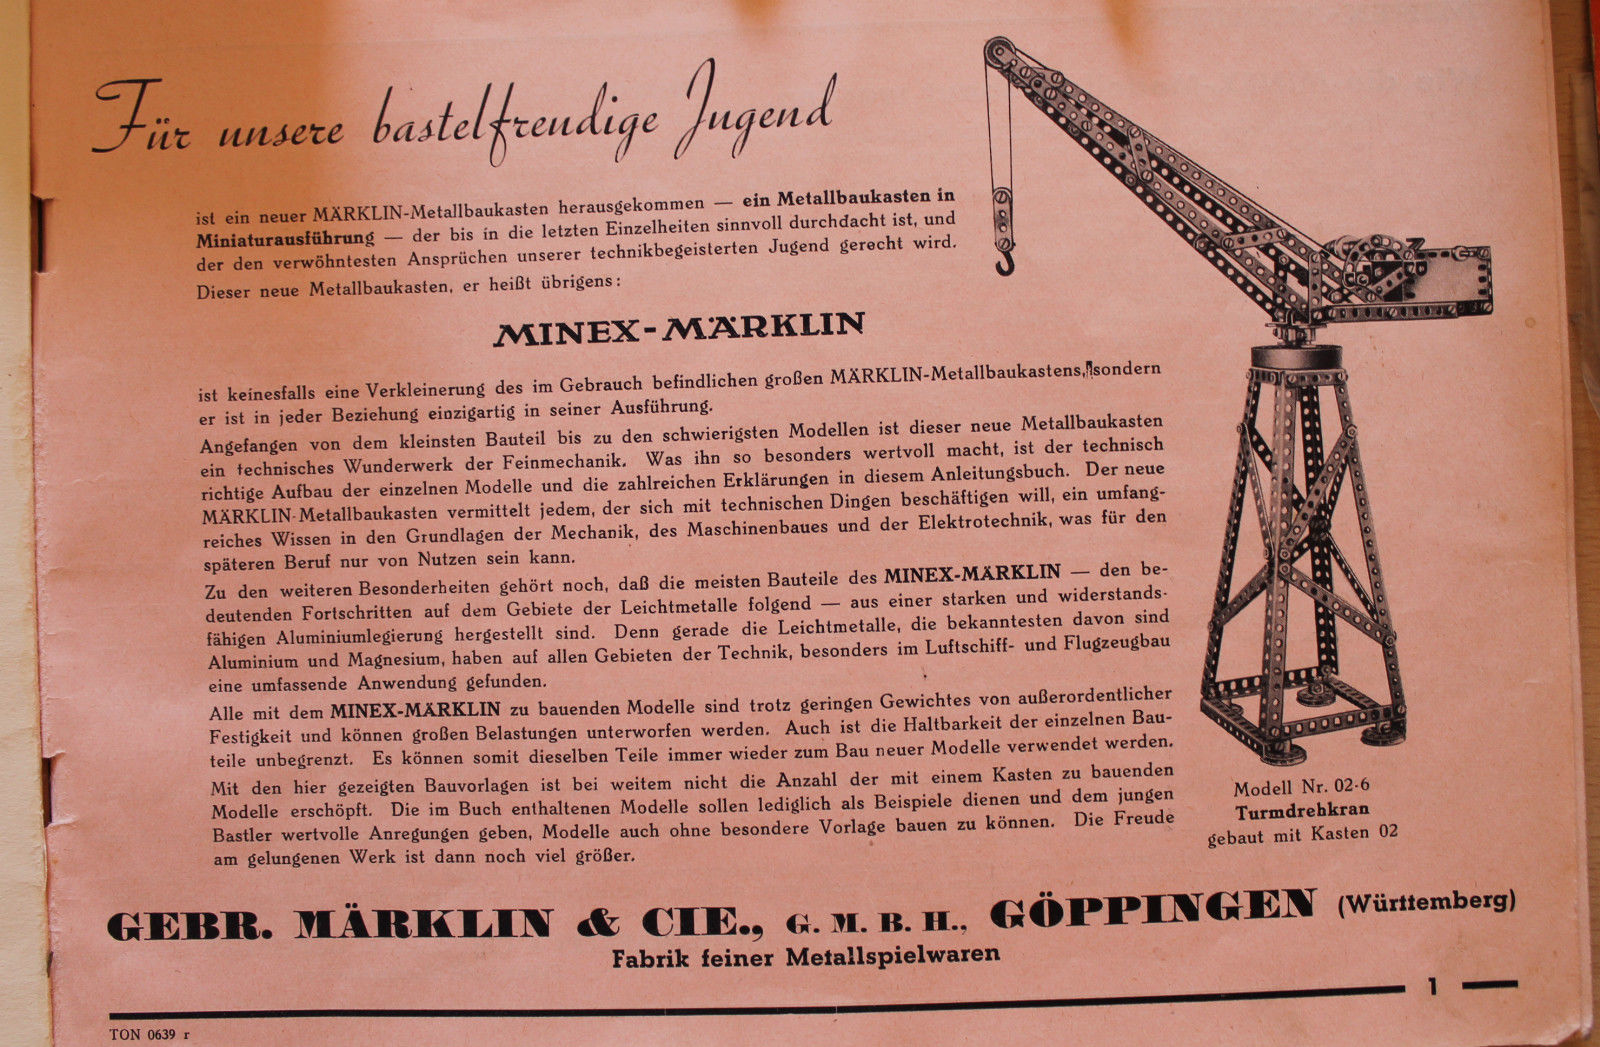 Für unsere bastelfreudige Jugend
ist ein neuer MÄRKLIN-Metallbaukasten herausgekommen — ein Metallbaukasten in
Miniaturausführung — der bis in die letzten Einzelheiten sinnvoll durchdacht ist, und
der den verwöhntesten Ansprüchen unserer technikbegeisterten Jugend gerecht wird.
Dieser neue Metallbaukasten, er heißt übrigens:
MINEX-MÄRKLIN
ist keinesfalls eine Verkleinerung des im Gebrauch befindlichen großen MÄRKLIN-Metallbaukastens, sondern
er ist in jeder Beziehung einzigartig in seiner Ausführung.
Angefangen von dem kleinsten Bauteil bis zu den schwierigsten Modellen ist dieser neue Metallbaukasten
ein technisches Wunderwerk der Feinmechanik. Was ihn so besonders wertvoll macht, ist der technisch
richtige Aufbau der einzelnen Modelle und die zahlreichen Erklärungen in diesem Anleitungsbuch. Der neue
MÄRKLIN-Metallbaukasten vermittelt jedem, der sich mit technischen Dingen beschäftigen will, ein umfang-
reiches Wissen in den Grundlagen der Mechanik, des Maschinenbaues und der Elektrotechnik, was für den
späteren Beruf nur von Nutzen sein kann.
Zu den weiteren Besonderheiten gehört noch, daß die meisten Bauteile des MINEX-MÄRKLIN — den be-
deutenden Fortschritten auf dem Gebiete der Leichtmetalle folgend — aus einer starken und widerstands-
fähigen Aluminiumlegierung hergestellt sind. Denn gerade die Leichtmetalle, die bekanntesten davon sind
Aluminium und Magnesium, haben auf allen Gebieten der Technik, besonders im Luftschiff- und Flugzeugbau
eine umfassende Anwendung gefunden.
Alle mit dem MINEX-MÄRKLIN zu bauenden Modelle sind trotz geringen Gewichtes von außerordentlicher
Festigkeit und können großen Belastungen unterworfen werden. Auch ist die Haltbarkeit der einzelnen Bau-
teile unbegrenzt. Es können somit dieselben Teile immer wieder zum Bau neuer Modelle verwendet werden.
Mit den hier gezeigten Bauvorlagen ist bei weitem nicht die Anzahl der mit einem Kasten zu bauenden
Modelle erschöpft. Die im Buch enthaltenen Modelle sollen lediglich als Beispiele dienen und dem jungen
Bastler wertvolle Anregungen geben, Modelle auch ohne besondere Vorlage bauen zu können. Die Freude
am gelungenen Werk ist dann noch viel größer.
Modell Nr. 02-6
Turmdrehkran
gebaut mit Kasten 02
GEBR. MÄRKLIN & CIE., G. M. B. H., GÖPPINGEN (Württemberg)
Fabrik feiner Metallspielwaren
1
TON 0639 r